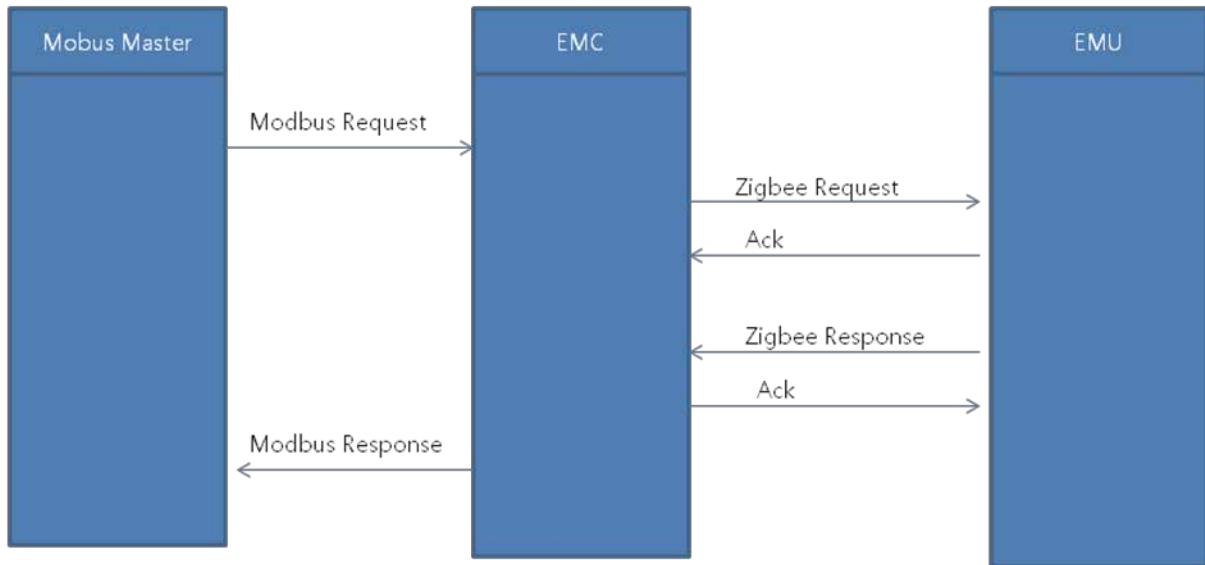 Mobus Master
EMC
EMU
Modbus Request
Zigbee Request
Ack
Zigbee Response
Ack
Modbus Response